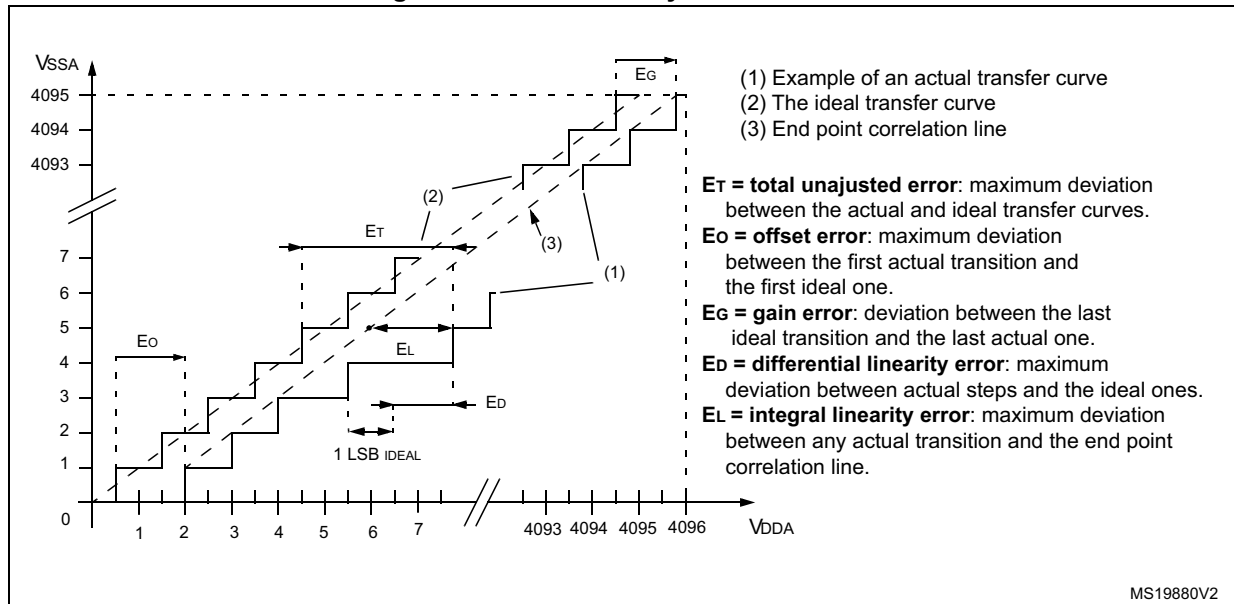 VSSA
4095
4094
4093
7
6
5
4
3
2
1
0
1 2 3 4 5 6 7 4093 4094 4095 4096
VDDA
EG
(2)
ET
(3)
(1)
EO
EL
ED
1 LSB IDEAL
(1) Example of an actual transfer curve
(2) The ideal transfer curve
(3) End point correlation line
ET = total unajusted error: maximum deviation
between the actual and ideal transfer curves.
EO = offset error: maximum deviation
between the first actual transition and
the first ideal one.
EG = gain error: deviation between the last
ideal transition and the last actual one.
ED = differential linearity error: maximum
deviation between actual steps and the ideal ones.
EL = integral linearity error: maximum deviation
between any actual transition and the end point
correlation line.
MS19880V2